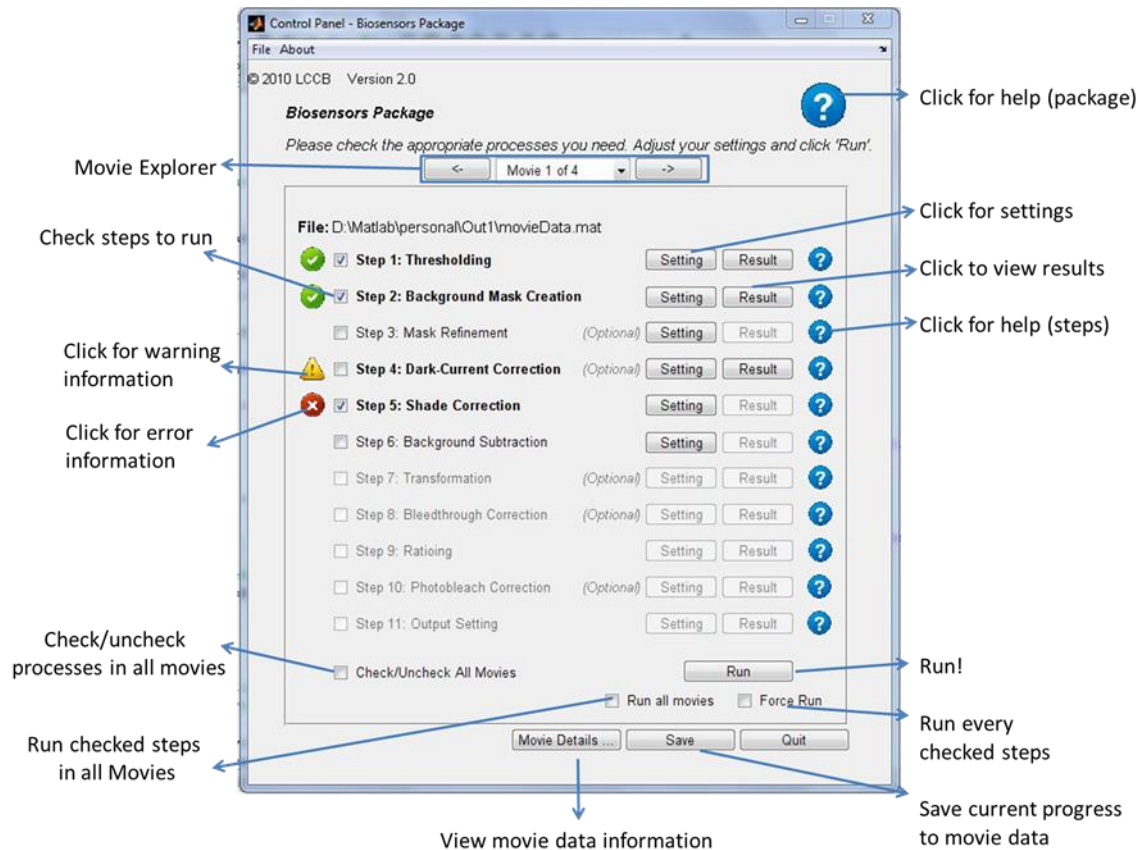 Control Panel - Biosensors Package
File About
© 2010 LCCB Version 2.0
Biosensors Package
Please check the appropriate processes you need. Adjust your settings and click 'Run'.
<- Movie 1 of 4 ->
File: D:\Matlab\personal\Out1\movieData.mat
Step 1: Thresholding Setting Result ?
Step 2: Background Mask Creation Setting Result ?
Step 3: Mask Refinement (Optional) Setting Result ?
Step 4: Dark-Current Correction (Optional) Setting Result ?
Step 5: Shade Correction Setting Result ?
Step 6: Background Subtraction Setting Result ?
Step 7: Transformation (Optional) Setting Result ?
Step 8: Bleedthrough Correction (Optional) Setting Result ?
Step 9: Ratioing Setting Result ?
Step 10: Photobleach Correction (Optional) Setting Result ?
Step 11: Output Setting Setting Result ?
Check/Uncheck All Movies Run
Run all movies Force Run
Movie Details ... Save Quit
Movie Explorer
Check steps to run
Click for warning
information
Click for error
information
Check/uncheck
processes in all movies
Run checked steps
in all Movies
View movie data information
?
Click for help (package)
Click for settings
Click to view results
Click for help (steps)
Run!
Run every
checked steps
Save current progress
to movie data